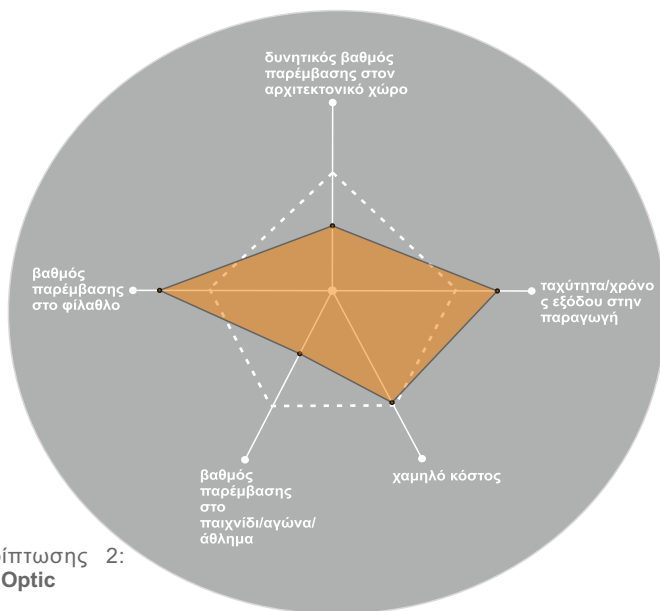 δυνητικός βαθμός
παρέμβασης στον
αρχιτεκτονικό χώρο
βαθμός
παρέμβασης
στο φίλαθλο
ταχύτητα/χρόνο
ς εξόδου στην
παραγωγή
βαθμός
παρέμβασης
στο
παιχνίδι/αγώνα/
άθλημα
χαμηλό κόστος
2:
Optic